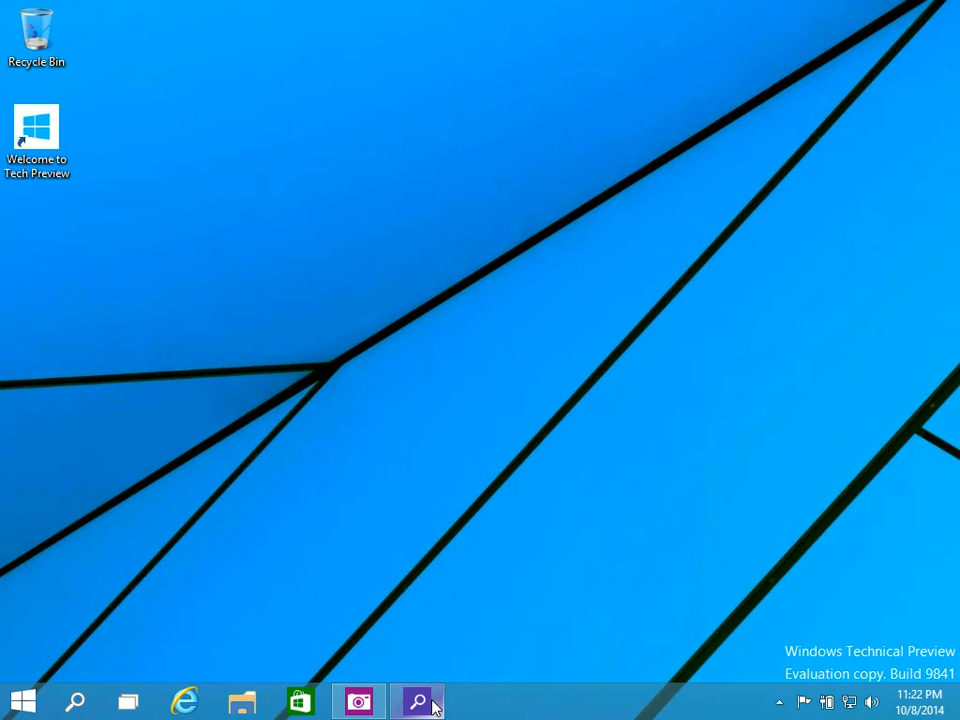 Recycle Bin
Welcome to
Tech Preview
Windows Technical Preview
Evaluation copy. Build 9841
11:22 PM
10/8/2014